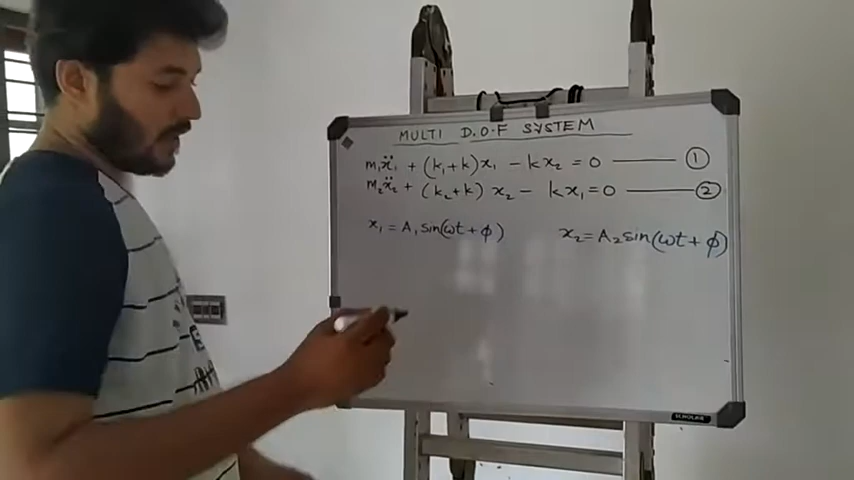 MULTI D.O.F SYSTEM
m₁ẍ₁ + (k₁+k)x₁ - kx₂ = 0 ——— ①
m₂ẍ₂ + (k₂+k)x₂ - kx₁ = 0 ——— ②
x₁ = A₁ sin(ωt + ϕ) x₂ = A₂ sin(ωt + ϕ)
SCHOLAR